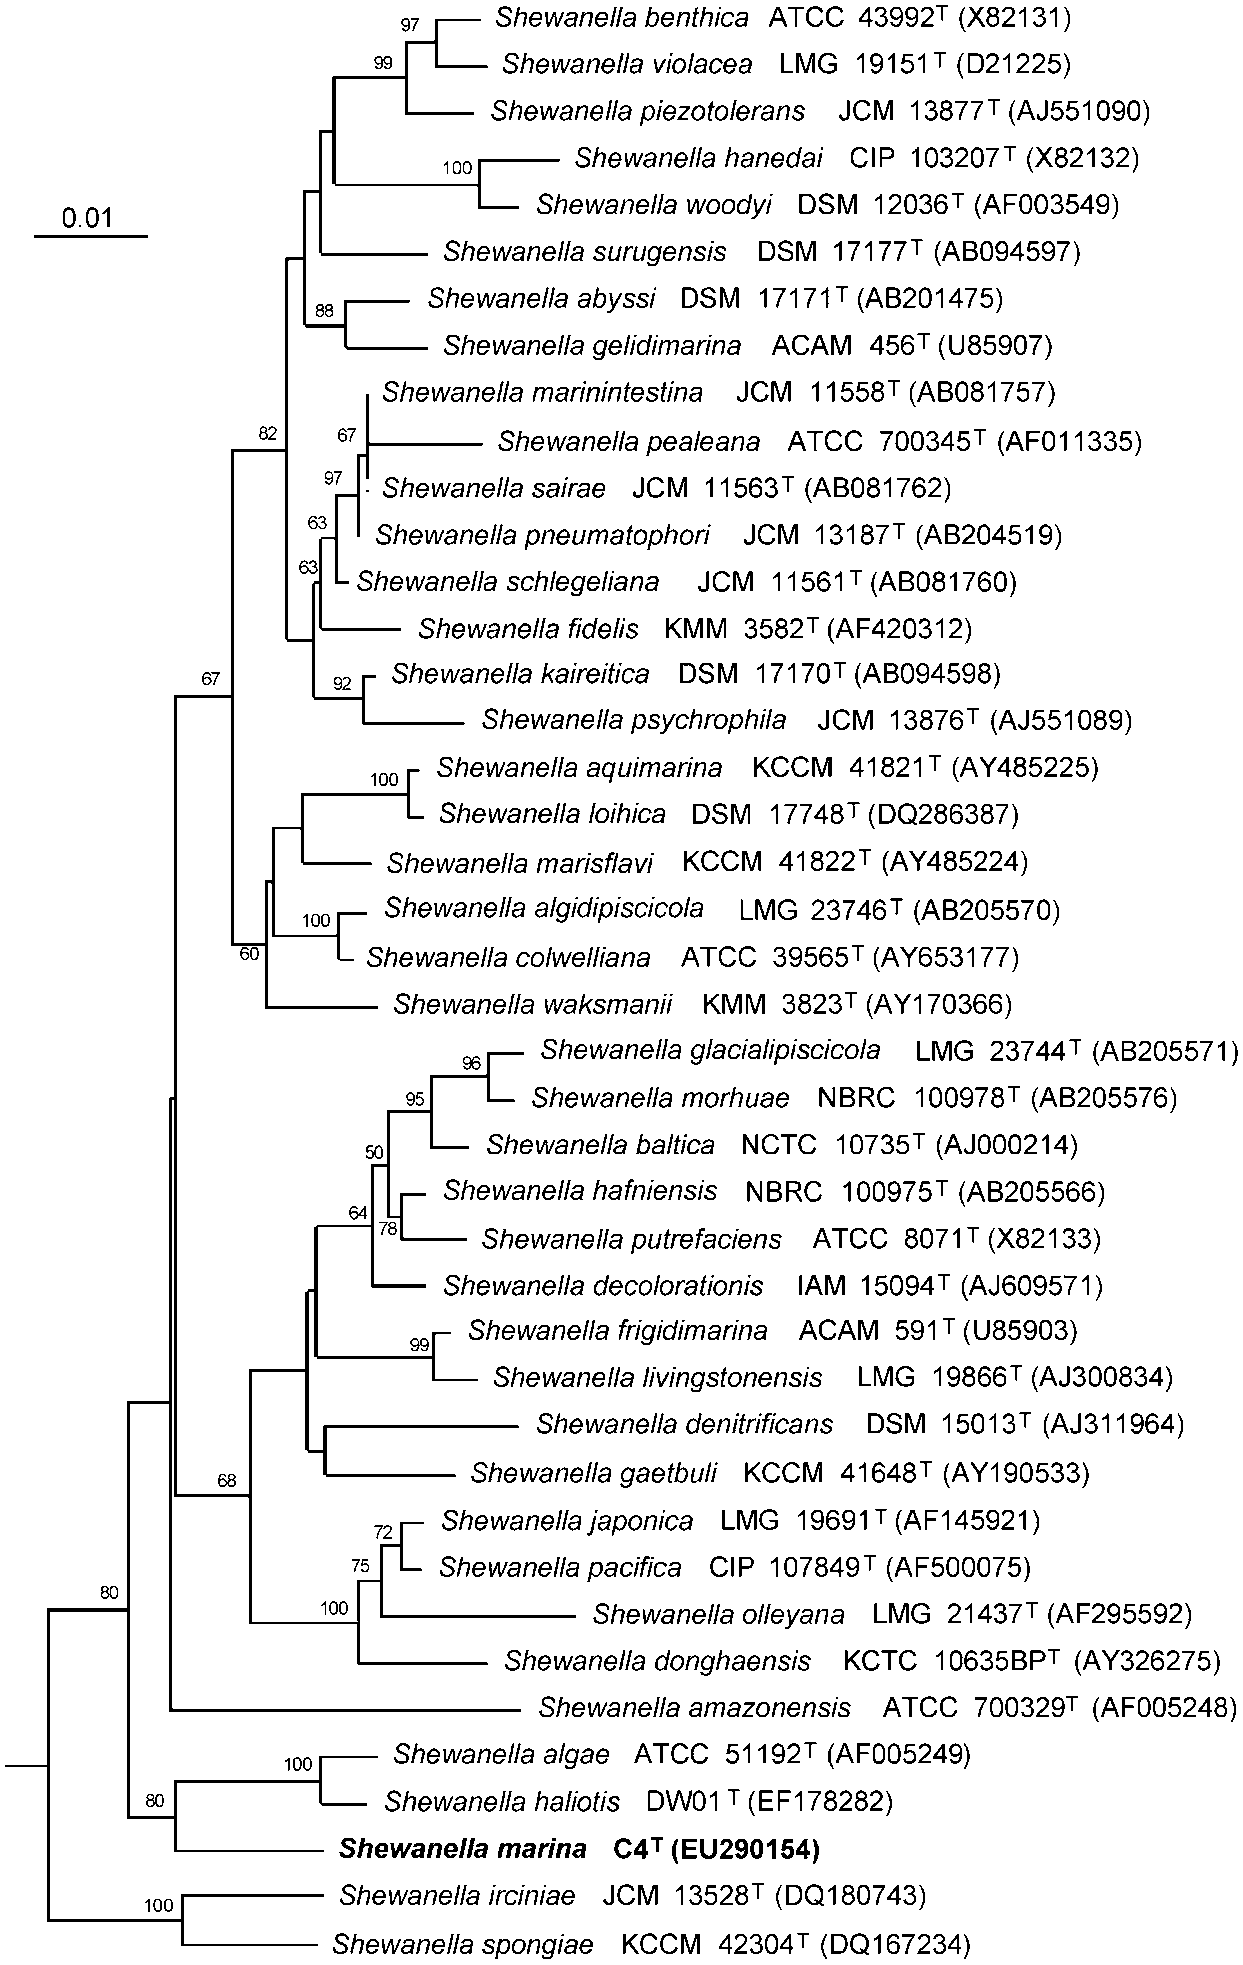 97 Shewanella benthica ATCC 43992T (X82131)
99 Shewanella violacea LMG 19151T (D21225)
Shewanella piezotolerans JCM 13877T (AJ551090)
100 Shewanella hanedai CIP 103207T (X82132)
Shewanella woodyi DSM 12036T (AF003549)
0.01
Shewanella surugensis DSM 17177T (AB094597)
88 Shewanella abyssi DSM 17171T (AB201475)
Shewanella gelidimarina ACAM 456T (U85907)
Shewanella marinintestina JCM 11558T (AB081757)
82 67 Shewanella pealeana ATCC 700345T (AF011335)
97 Shewanella sairae JCM 11563T (AB081762)
63 Shewanella pneumatophori JCM 13187T (AB204519)
63 Shewanella schlegeliana JCM 11561T (AB081760)
Shewanella fidelis KMM 3582T (AF420312)
67 92 Shewanella kaireitica DSM 17170T (AB094598)
Shewanella psychrophila JCM 13876T (AJ551089)
100 Shewanella aquimarina KCCM 41821T (AY485225)
Shewanella loihica DSM 17748T (DQ286387)
Shewanella marisflavi KCCM 41822T (AY485224)
100 Shewanella algidipiscicola LMG 23746T (AB205570)
60 Shewanella colwelliana ATCC 39565T (AY653177)
Shewanella waksmanii KMM 3823T (AY170366)
96 Shewanella glacialipiscicola LMG 23744T (AB205571)
95 Shewanella morhuae NBRC 100978T (AB205576)
50 Shewanella baltica NCTC 10735T (AJ000214)
64 Shewanella hafniensis NBRC 100975T (AB205566)
78 Shewanella putrefaciens ATCC 8071T (X82133)
Shewanella decolorationis IAM 15094T (AJ609571)
99 Shewanella frigidimarina ACAM 591T (U85903)
Shewanella livingstonensis LMG 19866T (AJ300834)
Shewanella denitrificans DSM 15013T (AJ311964)
68 Shewanella gaetbuli KCCM 41648T (AY190533)
72 Shewanella japonica LMG 19691T (AF145921)
75 Shewanella pacifica CIP 107849T (AF500075)
80 100 Shewanella olleyana LMG 21437T (AF295592)
Shewanella donghaensis KCTC 10635BPT (AY326275)
Shewanella amazonensis ATCC 700329T (AF005248)
100 Shewanella algae ATCC 51192T (AF005249)
80 Shewanella haliotis DW01 T (EF178282)
Shewanella marina C4T (EU290154)
100 Shewanella irciniae JCM 13528T (DQ180743)
Shewanella spongiae KCCM 42304T (DQ167234)